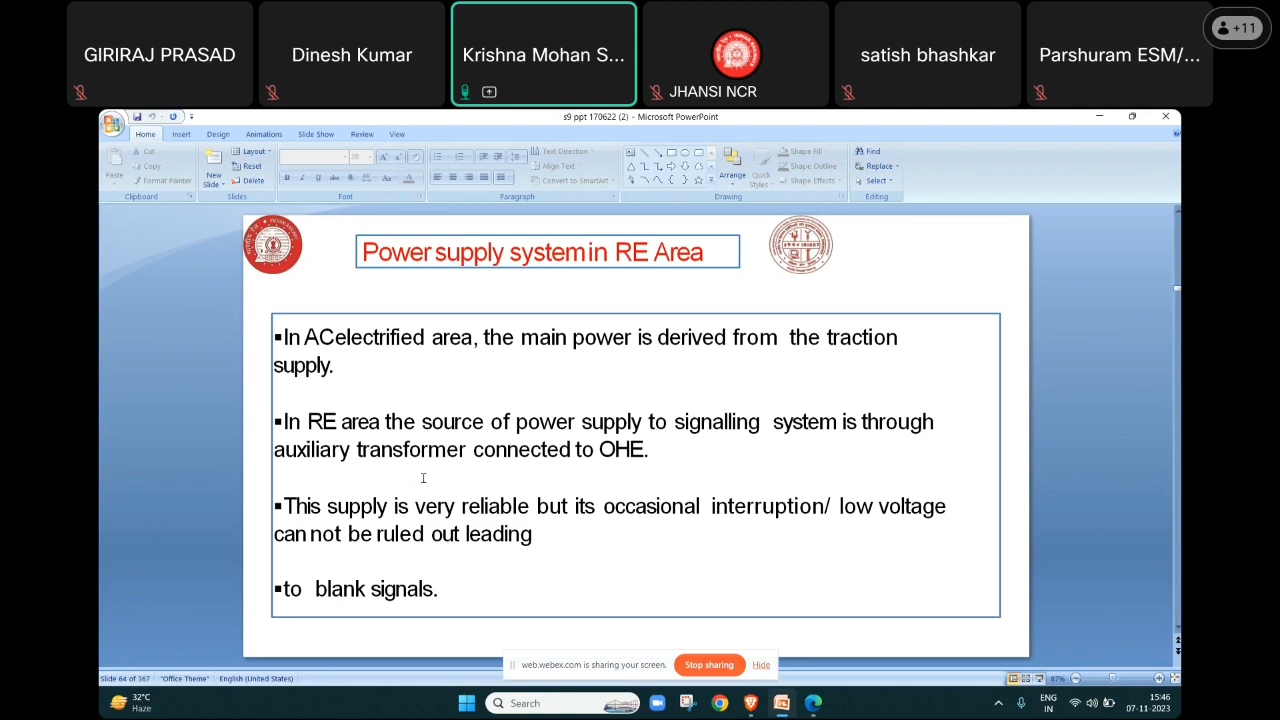 GIRIRAJ PRASAD
Dinesh Kumar
Krishna Mohan S...
JHANSI NCR
satish bhashkar
Parshuram ESM/...
+11
s9 ppt 170622 (2) - Microsoft PowerPoint
Home Insert Design Animations Slide Show Review View
Paste
Cut
Copy
Format Painter
Clipboard
New
Slide
Layout
Reset
Delete
Slides
28
Font
Text Direction
Align Text
Convert to SmartArt
Paragraph
Arrange
Quick
Styles
Shape Fill
Shape Outline
Shape Effects
Drawing
Find
Replace
Select
Editing
Power supply system in RE Area
▪In AC electrified area, the main power is derived from the traction
supply.
▪In RE area the source of power supply to signalling system is through
auxiliary transformer connected to OHE.
▪This supply is very reliable but its occasional interruption/ low voltage
can not be ruled out leading
▪to blank signals.
web.webex.com is sharing your screen. Stop sharing Hide
Slide 64 of 367 "Office Theme" English (United States) 87%
32°C
Haze
Search
ENG
IN
15:46
07-11-2023